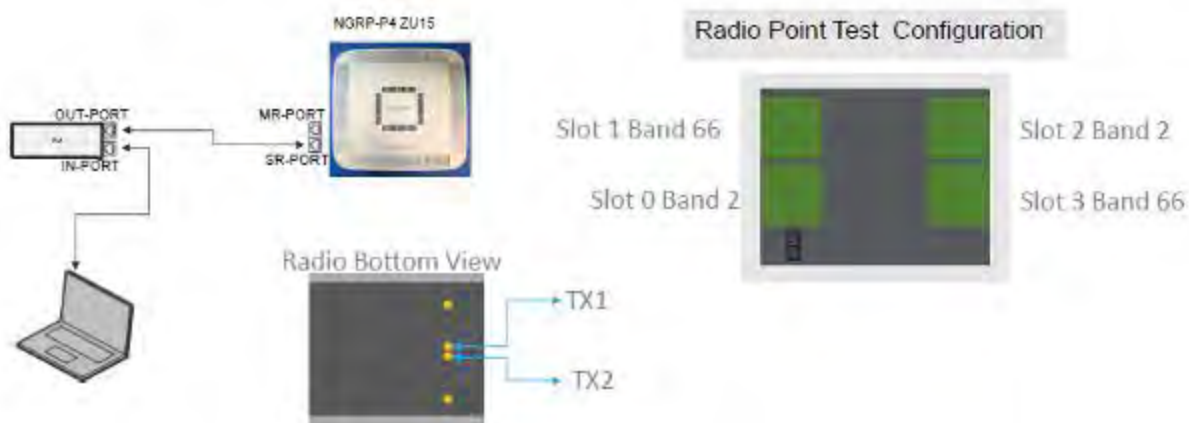 NGRP-P4 ZU15
Radio Point Test Configuration
OUT-PORT
IN-PORT
MR-PORT
SR-PORT
Slot 1 Band 66
Slot 2 Band 2
Slot 0 Band 2
Slot 3 Band 66
Radio Bottom View
TX1
TX2